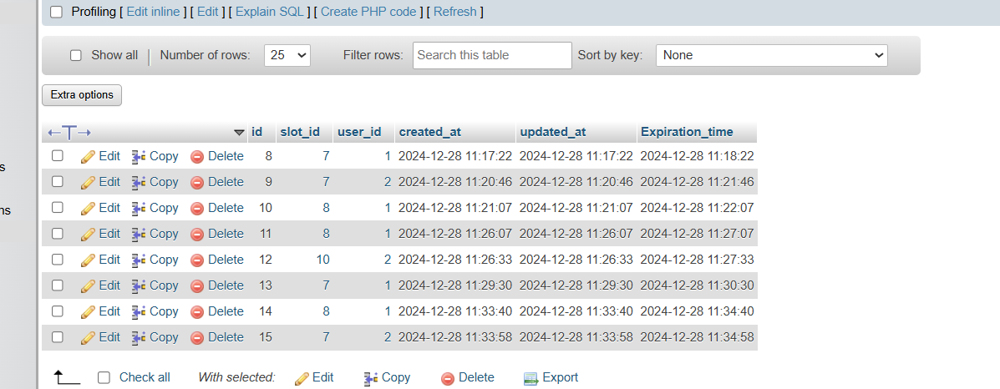 Profiling [ Edit inline ] [ Edit ] [ Explain SQL ] [ Create PHP code ] [ Refresh ]
Show all | Number of rows: 25 Filter rows: Search this table Sort by key: None
Extra options
←T→ id slot_id user_id created_at updated_at Expiration_time
Edit Copy Delete 8 7 1 2024-12-28 11:17:22 2024-12-28 11:17:22 2024-12-28 11:18:22
s
Edit Copy Delete 9 7 2 2024-12-28 11:20:46 2024-12-28 11:20:46 2024-12-28 11:21:46
ns
Edit Copy Delete 10 8 1 2024-12-28 11:21:07 2024-12-28 11:21:07 2024-12-28 11:22:07
Edit Copy Delete 11 8 1 2024-12-28 11:26:07 2024-12-28 11:26:07 2024-12-28 11:27:07
Edit Copy Delete 12 10 2 2024-12-28 11:26:33 2024-12-28 11:26:33 2024-12-28 11:27:33
Edit Copy Delete 13 7 1 2024-12-28 11:29:30 2024-12-28 11:29:30 2024-12-28 11:30:30
Edit Copy Delete 14 8 1 2024-12-28 11:33:40 2024-12-28 11:33:40 2024-12-28 11:34:40
Edit Copy Delete 15 7 2 2024-12-28 11:33:58 2024-12-28 11:33:58 2024-12-28 11:34:58
Check all With selected: Edit Copy Delete Export